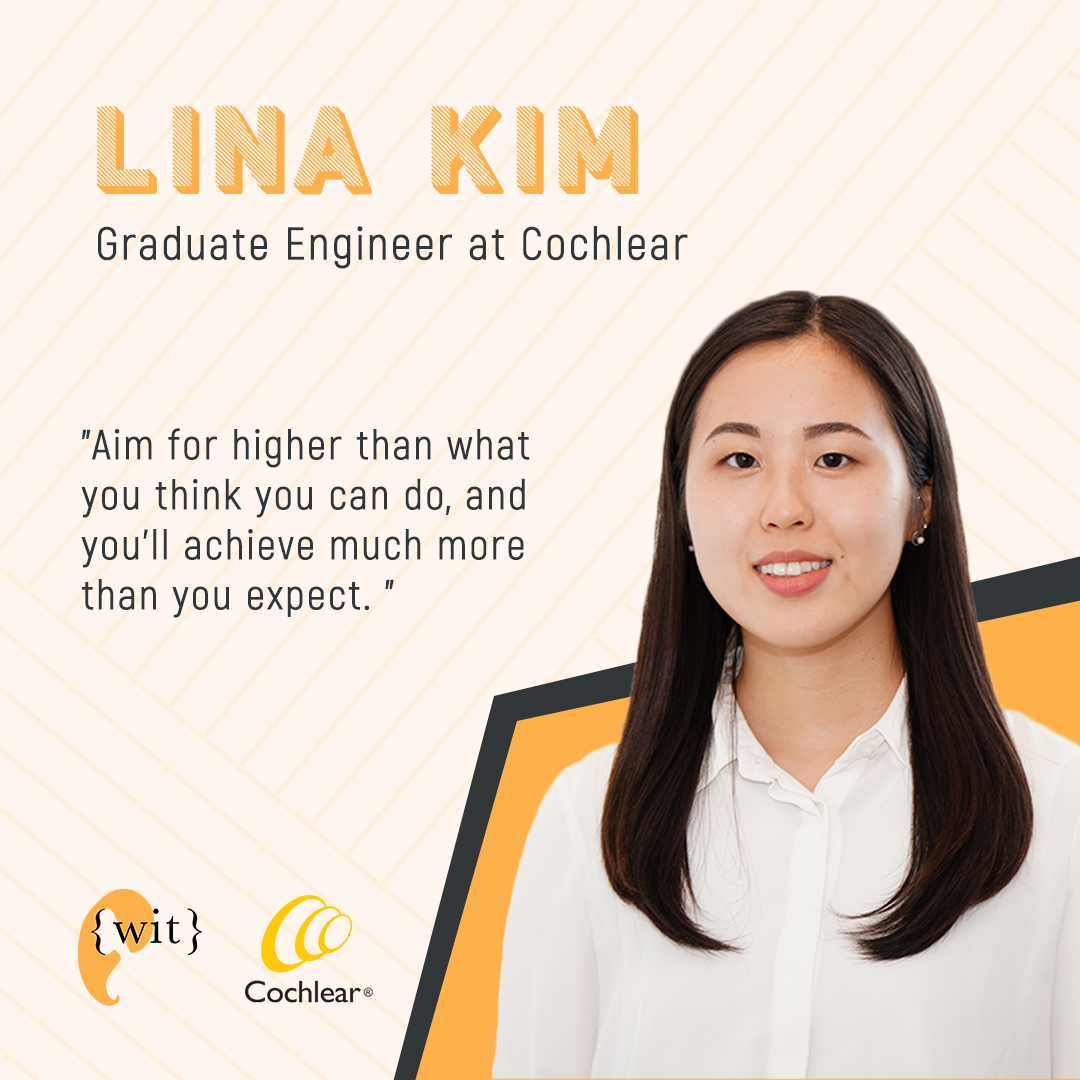 LINA KIM
Graduate Engineer at Cochlear
"Aim for higher than what
you think you can do, and
you'll achieve much more
than you expect. "
{wit}
Cochlear®